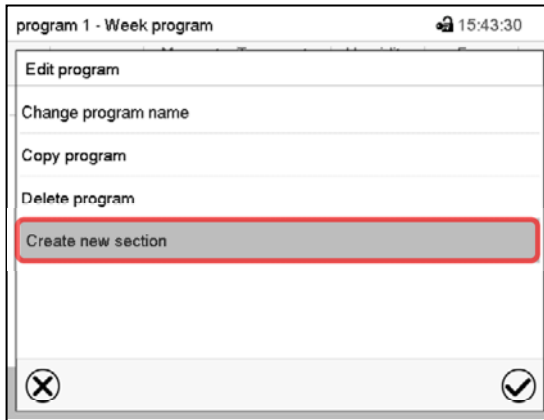 program 1 - Week program 15:43:30
Edit program
Change program name
Copy program
Delete program
Create new section